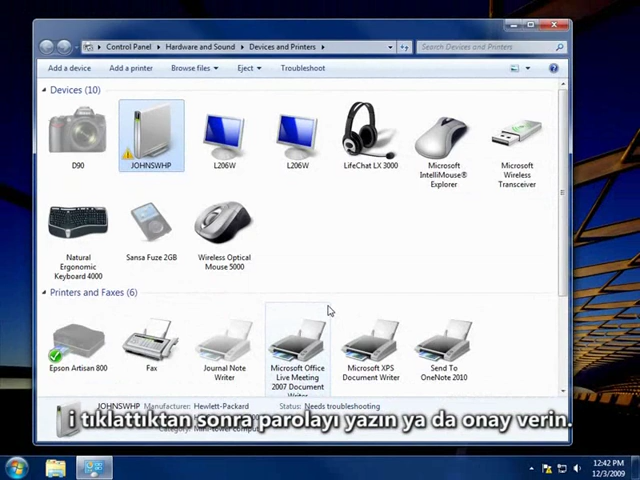 Control Panel ▸ Hardware and Sound ▸ Devices and Printers ▸
Search Devices and Printers
Add a device Add a printer Browse files Eject Troubleshoot
Devices (10)
D90 JOHNSWHP L206W L206W LifeChat LX 3000 Microsoft IntelliMouse® Explorer Microsoft Wireless Transceiver
Natural Ergonomic Keyboard 4000 Sansa Fuze 2GB Wireless Optical Mouse 5000
Printers and Faxes (6)
Epson Artisan 800 Fax Journal Note Writer Microsoft Office Live Meeting 2007 Document Writer Microsoft XPS Document Writer Send To OneNote 2010
JOHNSWHP Manufacturer: Hewlett-Packard Status: Needs troubleshooting
i tıklattıktan sonra parolayı yazın ya da onay verin.
Category: Mini-tower computer
12:42 PM
12/3/2009